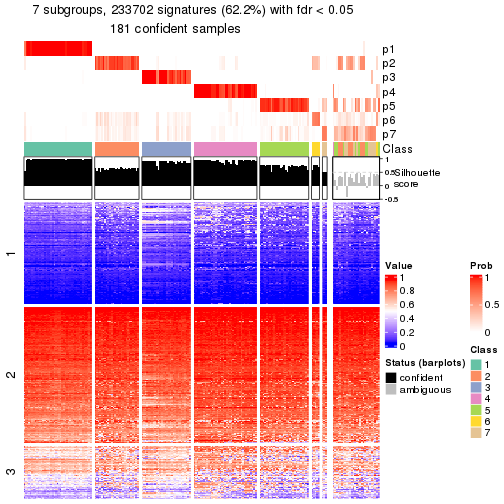 7 subgroups, 233702 signatures (62.2%) with fdr < 0.05
181 confident samples
p1
p2
p3
p4
p5
p6
p7
Class
1
0.5
0
-0.5
Silhouette
score
1
2
3
Value
1
0.8
0.6
0.4
0.2
0
Prob
1
0.5
0
Status (barplots)
confident
ambiguous
Class
1
2
3
4
5
6
7